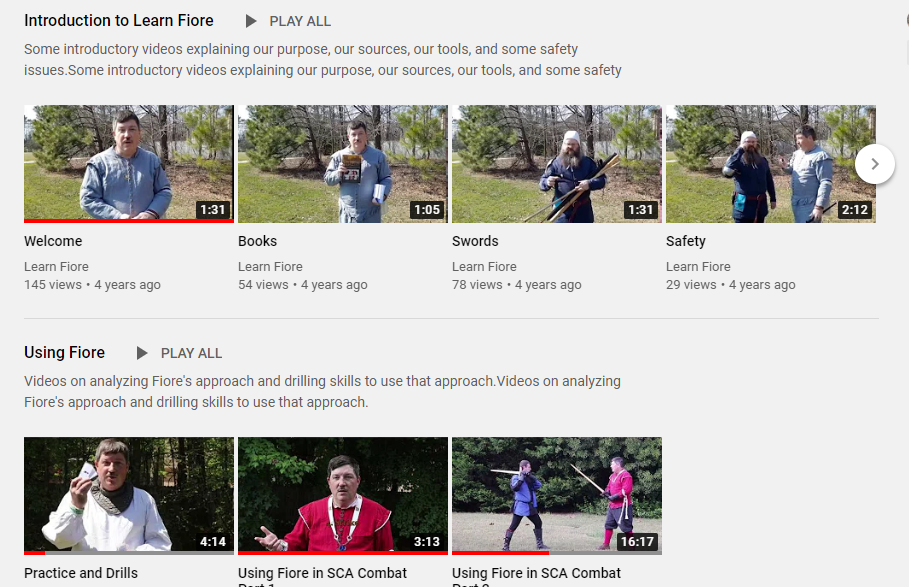 Introduction to Learn Fiore PLAY ALL
Some introductory videos explaining our purpose, our sources, our tools, and some safety
issues.Some introductory videos explaining our purpose, our sources, our tools, and some safety
1:31 1:05 1:31 2:12
Welcome Books Swords Safety
Learn Fiore Learn Fiore Learn Fiore Learn Fiore
145 views • 4 years ago 54 views • 4 years ago 78 views • 4 years ago 29 views • 4 years ago
Using Fiore PLAY ALL
Videos on analyzing Fiore's approach and drilling skills to use that approach.Videos on analyzing
Fiore's approach and drilling skills to use that approach.
4:14 3:13 16:17
Practice and Drills Using Fiore in SCA Combat Using Fiore in SCA Combat